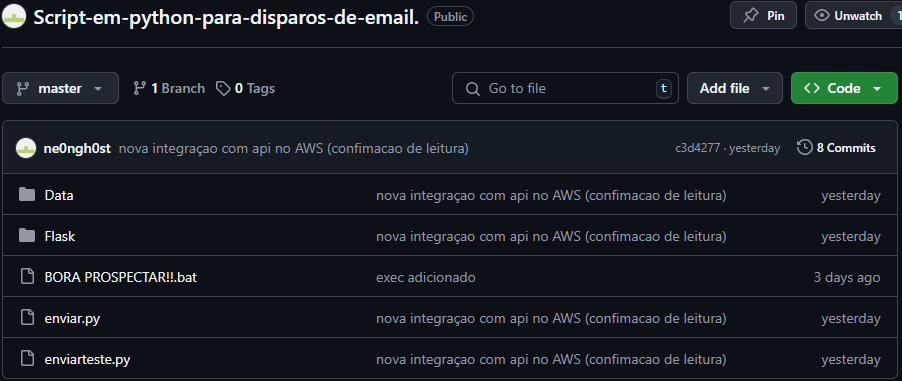 Script-em-python-para-disparos-de-email. Public Pin Unwatch 1
master 1 Branch 0 Tags Go to file t Add file Code
ne0ngh0st nova integraçao com api no AWS (confimacao de leitura) c3d4277 · yesterday 8 Commits
Data nova integraçao com api no AWS (confimacao de leitura) yesterday
Flask nova integraçao com api no AWS (confimacao de leitura) yesterday
BORA PROSPECTAR!!.bat exec adicionado 3 days ago
enviar.py nova integraçao com api no AWS (confimacao de leitura) yesterday
enviarteste.py nova integraçao com api no AWS (confimacao de leitura) yesterday